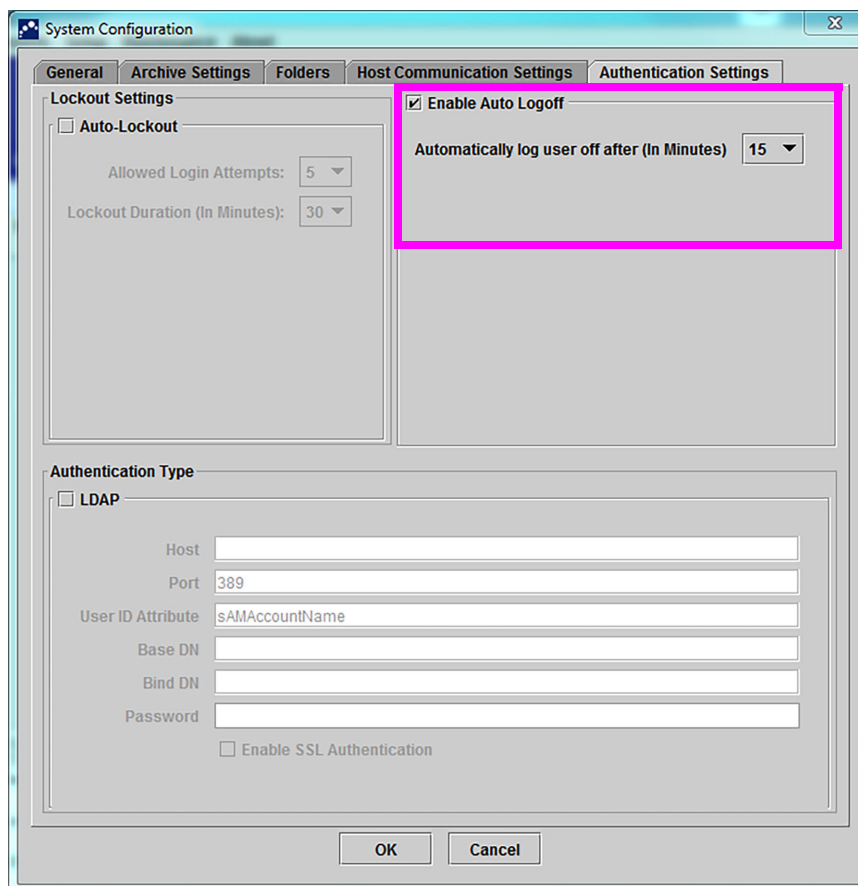 System Configuration
General Archive Settings Folders Host Communication Settings Authentication Settings
Lockout Settings
Auto-Lockout
Allowed Login Attempts: 5
Lockout Duration (In Minutes): 30
Enable Auto Logoff
Automatically log user off after (In Minutes) 15
Authentication Type
LDAP
Host
Port 389
User ID Attribute sAMAccountName
Base DN
Bind DN
Password
Enable SSL Authentication
OK Cancel